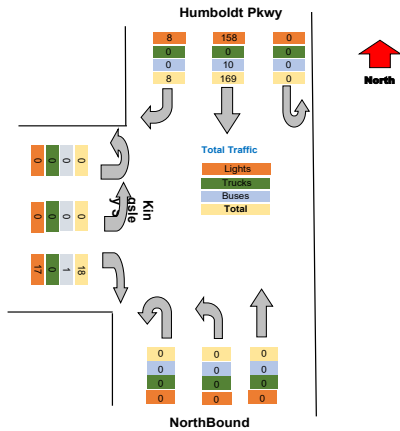 Humboldt Pkwy
8 158 0
0 0 0
0 10 0
8 169 0
North
Total Traffic
Lights
Trucks
Buses
Total
0 0 0 0
0 0 0 0
Kin
gsle
y S
17 0 1 18
0 0 0
0 0 0
0 0 0
0 0 0
NorthBound